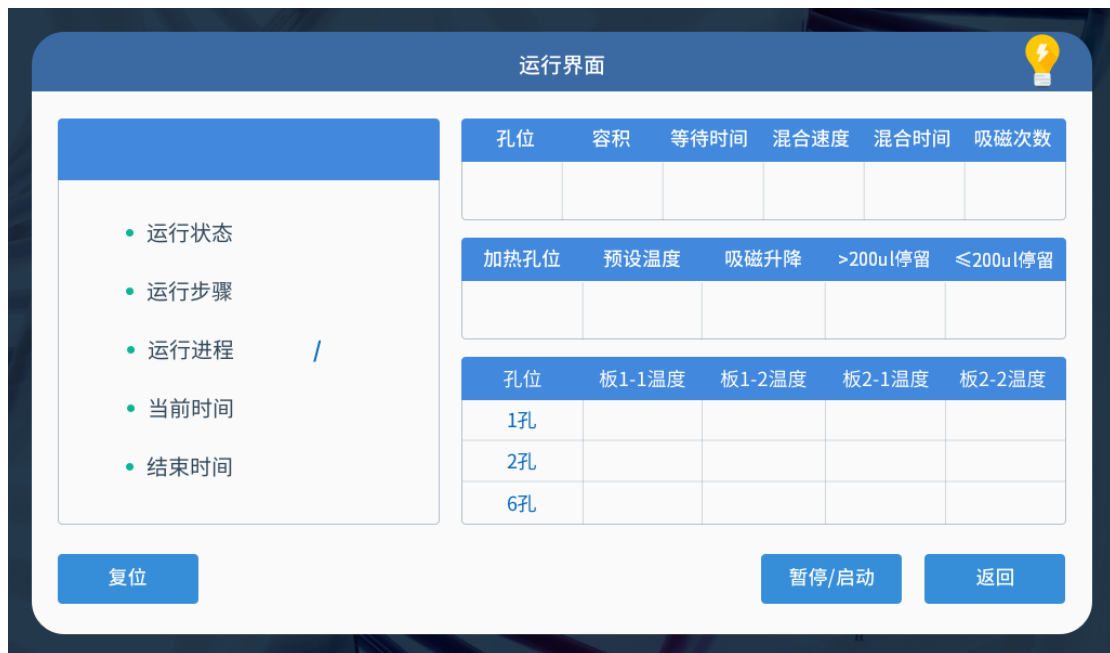 运行界面
运行状态
运行步骤
运行进程 /
当前时间
结束时间
孔位 容积 等待时间 混合速度 混合时间 吸磁次数
加热孔位 预设温度 吸磁升降 >200ul停留 ≤200ul停留
孔位 板1-1温度 板1-2温度 板2-1温度 板2-2温度
1孔
2孔
6孔
复位 暂停/启动 返回